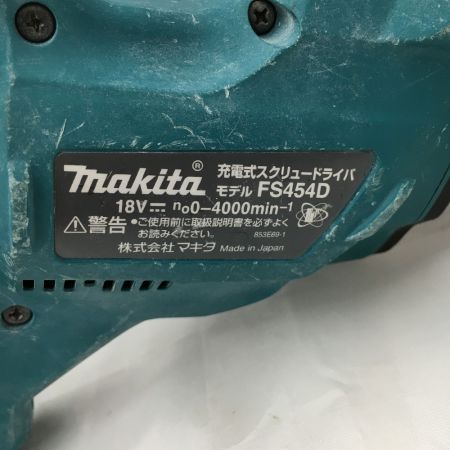 makita® 充電式スクリュードライバ
モデル FS454D
18V⎓ n₀0-4000min⁻¹
⚠警告 •ご使用前に取扱説明書を必ずよく
お読みください。 853E69-1
株式会社マキタ Made in Japan